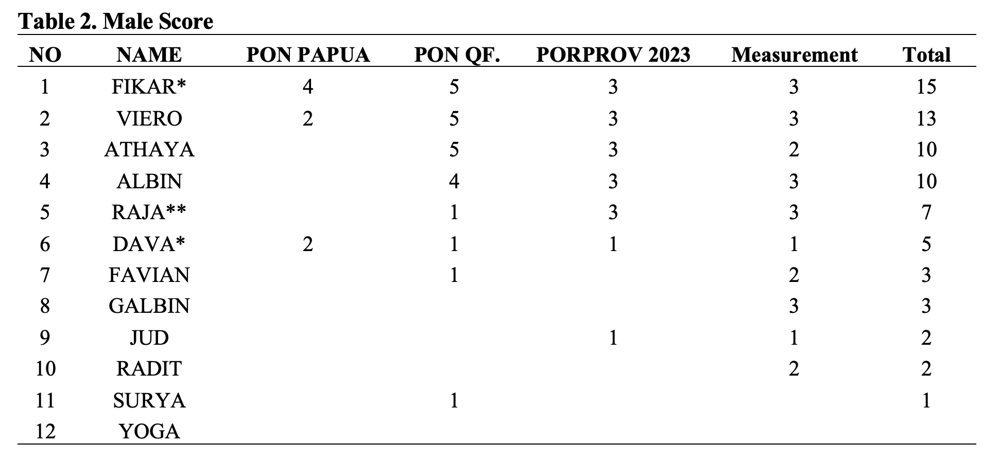 Table 2. Male Score
NO NAME PON PAPUA PON QF. PORPROV 2023 Measurement Total
1 FIKAR* 4 5 3 3 15
2 VIERO 2 5 3 3 13
3 ATHAYA 5 3 2 10
4 ALBIN 4 3 3 10
5 RAJA** 1 3 3 7
6 DAVA* 2 1 1 1 5
7 FAVIAN 1 2 3
8 GALBIN 3 3
9 JUD 1 1 2
10 RADIT 2 2
11 SURYA 1 1
12 YOGA